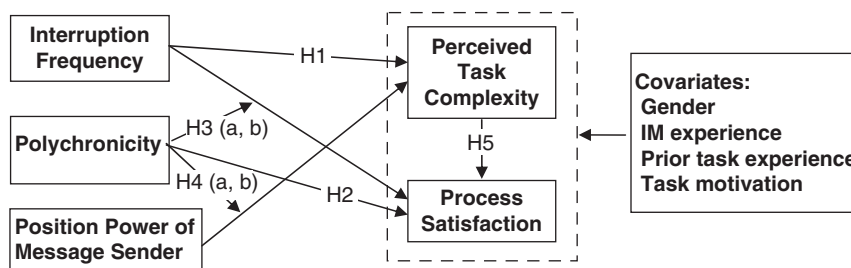 Interruption
Frequency
H1
Perceived
Task
Complexity
Covariates:
Gender
IM experience
Prior task experience
Task motivation
Polychronicity
H3 (a, b)
H5
H4 (a, b)
H2
Process
Satisfaction
Position Power of
Message Sender